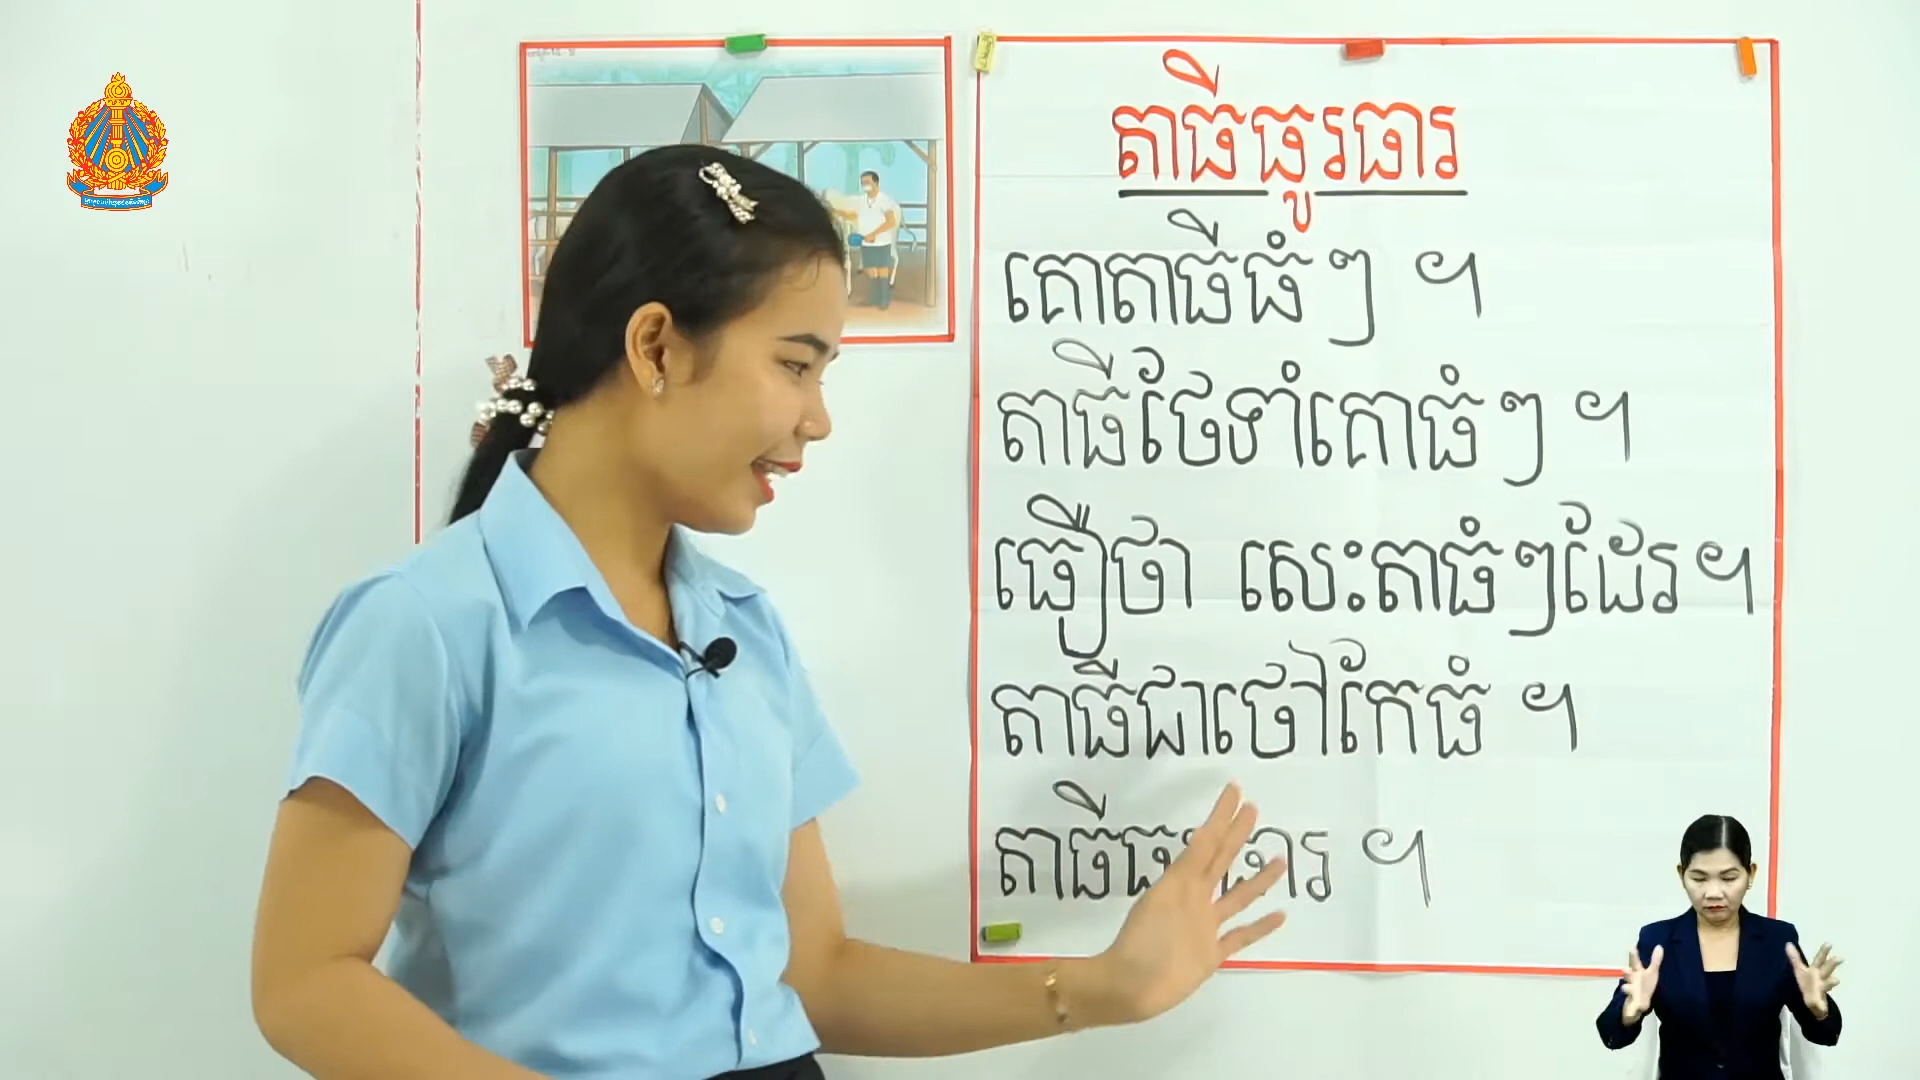 តាធីធូរធារ
គោតាធីធំៗ ។
តាធីថែទាំគោធំៗ ។
ធឿថា សេះតាធំៗដែរ។
តាធីជាថៅកែធំ ។
តាធី ។